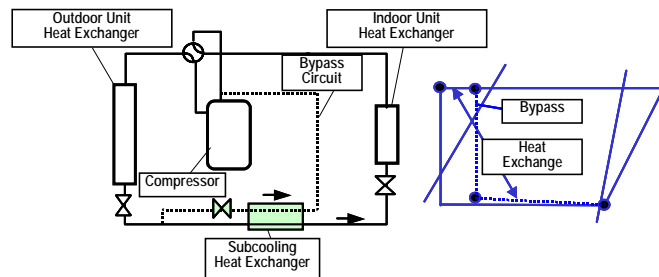 Outdoor Unit
Heat Exchanger
Indoor Unit
Heat Exchanger
Bypass
Circuit
Compressor
Subcooling
Heat Exchanger
Bypass
Heat
Exchange